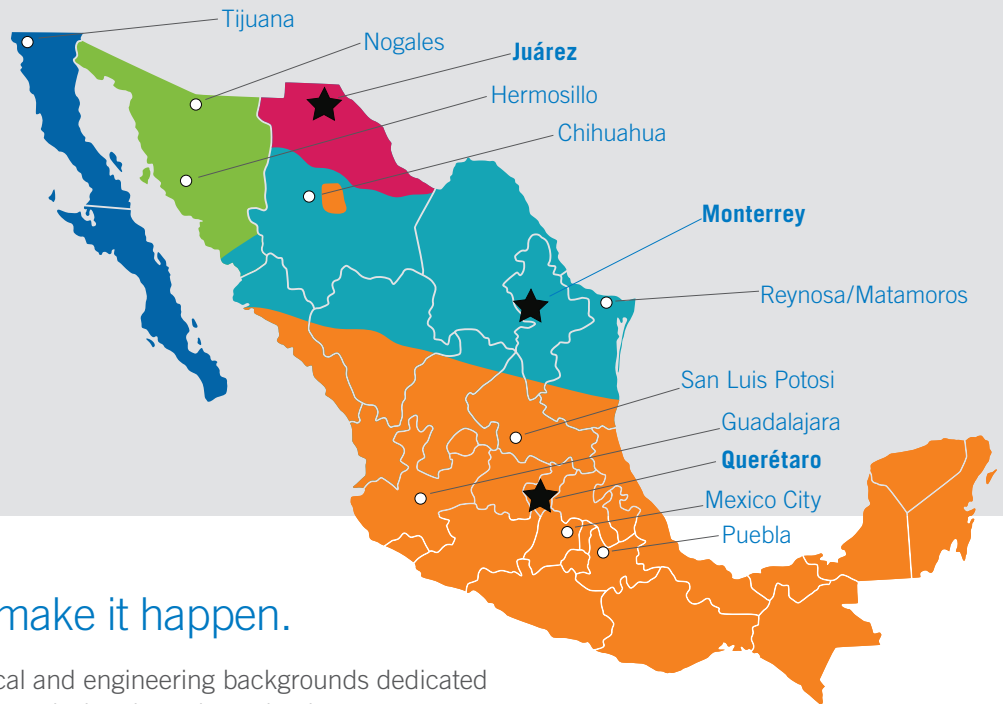 Tijuana
Nogales
Juárez
Hermosillo
Chihuahua
Monterrey
Reynosa/Matamoros
San Luis Potosi
Guadalajara
Querétaro
Mexico City
Puebla
make it happen.
cal and engineering backgrounds dedicated